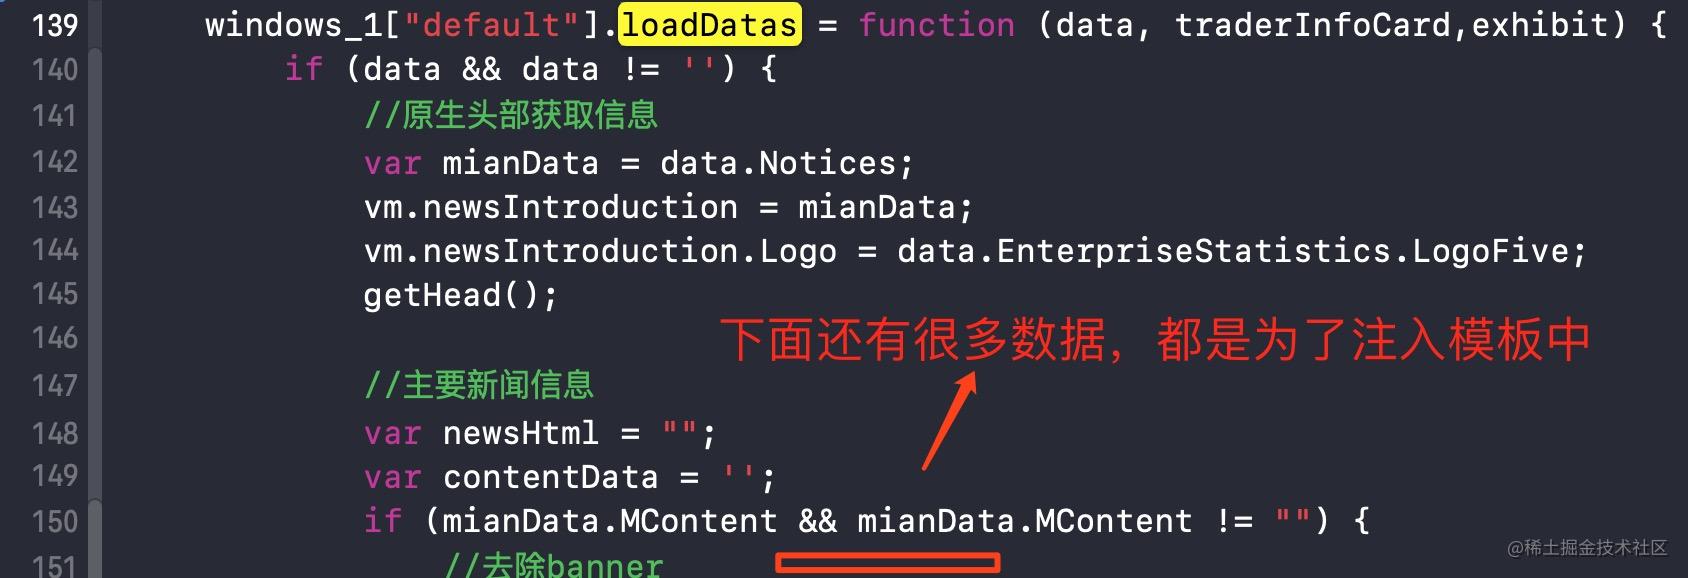 139 windows_1["default"].loadDatas = function (data, traderInfoCard,exhibit) {
140 if (data && data != '') {
141 //原生头部获取信息
142 var mianData = data.Notices;
143 vm.newsIntroduction = mianData;
144 vm.newsIntroduction.Logo = data.EnterpriseStatistics.LogoFive;
145 getHead();
146
下面还有很多数据，都是为了注入模板中
147 //主要新闻信息
148 var newsHtml = "";
149 var contentData = '';
150 if (mianData.MContent && mianData.MContent != "") {
151 //去除banner
@稀土掘金技术社区